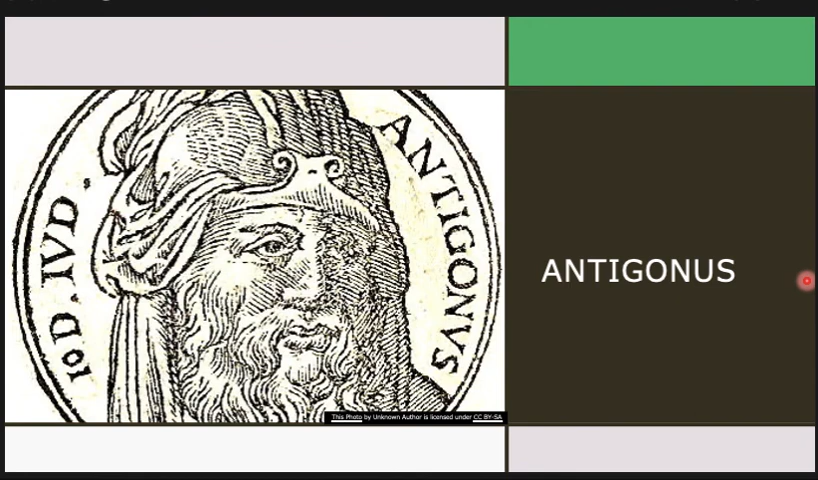 IOD. IVD.
ANTIGONVS
ANTIGONUS
This Photo by Unknown Author is licensed under CC BY-SA